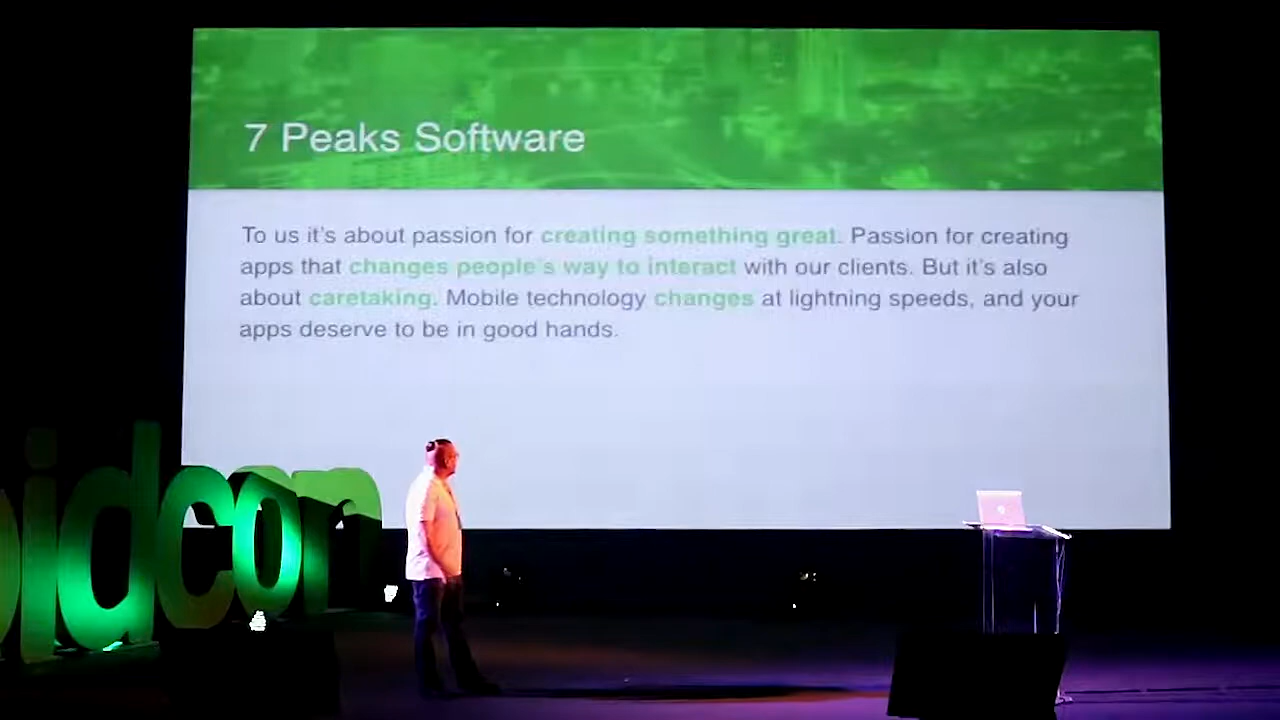 7 Peaks Software
To us it's about passion for creating something great. Passion for creating
apps that changes people's way to interact with our clients. But it's also
about caretaking. Mobile technology changes at lightning speeds, and your
apps deserve to be in good hands.
oidcon